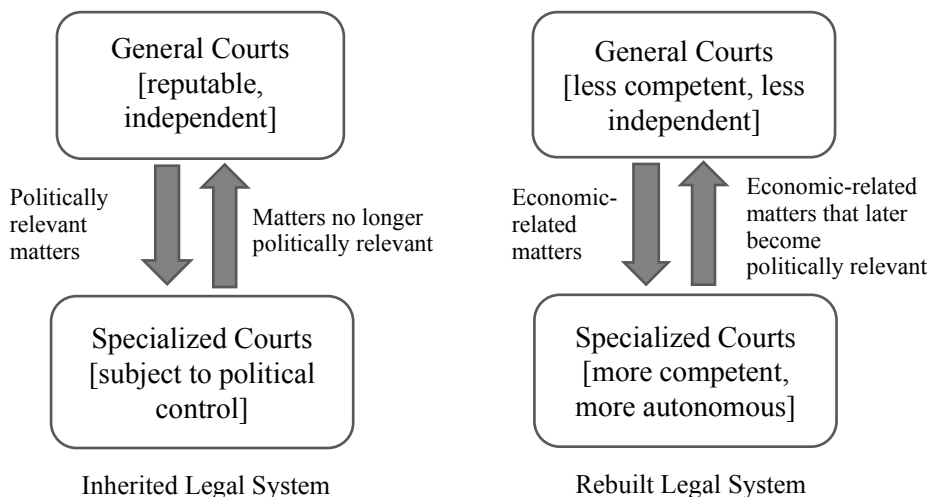 General Courts
[reputable,
independent]
Politically
relevant
matters
Matters no longer
politically relevant
Specialized Courts
[subject to political
control]
Inherited Legal System
General Courts
[less competent, less
independent]
Economic-
related
matters
Economic-related
matters that later
become
politically relevant
Specialized Courts
[more competent,
more autonomous]
Rebuilt Legal System